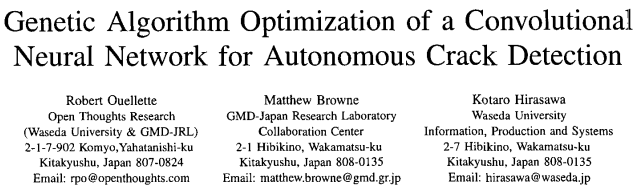 Genetic Algorithm Optimization of a Convolutional
Neural Network for Autonomous Crack Detection
Robert Ouellette
Open Thoughts Research
(Waseda University & GMD-JRL)
2-1-7-902 Komyo,Yahatanishi-ku
Kitakyushu, Japan 807-0824
Email: rpo@openthoughts.com
Matthew Browne
GMD-Japan Research Laboratory
Collaboration Center
2-1 Hibikino, Wakamatsu-ku
Kitakyushu, Japan 808-0135
Email: matthew.browne@gmd.gr.jp
Kotaro Hirasawa
Waseda University
Information, Production and Systems
2-7 Hibikino, Wakamatsu-ku
Kitakyushu, Japan 808-0135
Email: hirasawa@waseda.jp